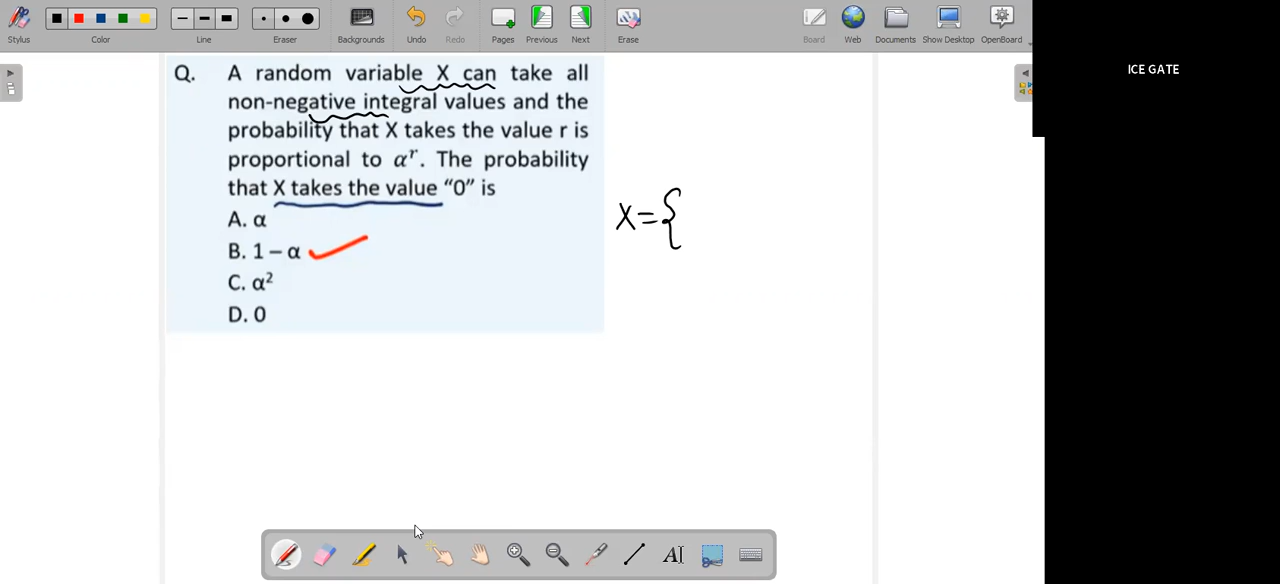 Stylus Color Line Eraser Backgrounds Undo Redo Pages Previous Next Erase Board Web Documents Show Desktop OpenBoard
ICE GATE
Q. A random variable X can take all
non-negative integral values and the
probability that X takes the value r is
proportional to αʳ. The probability
that X takes the value “0” is
A. α
B. 1 – α
C. α²
D. 0
X={
AI